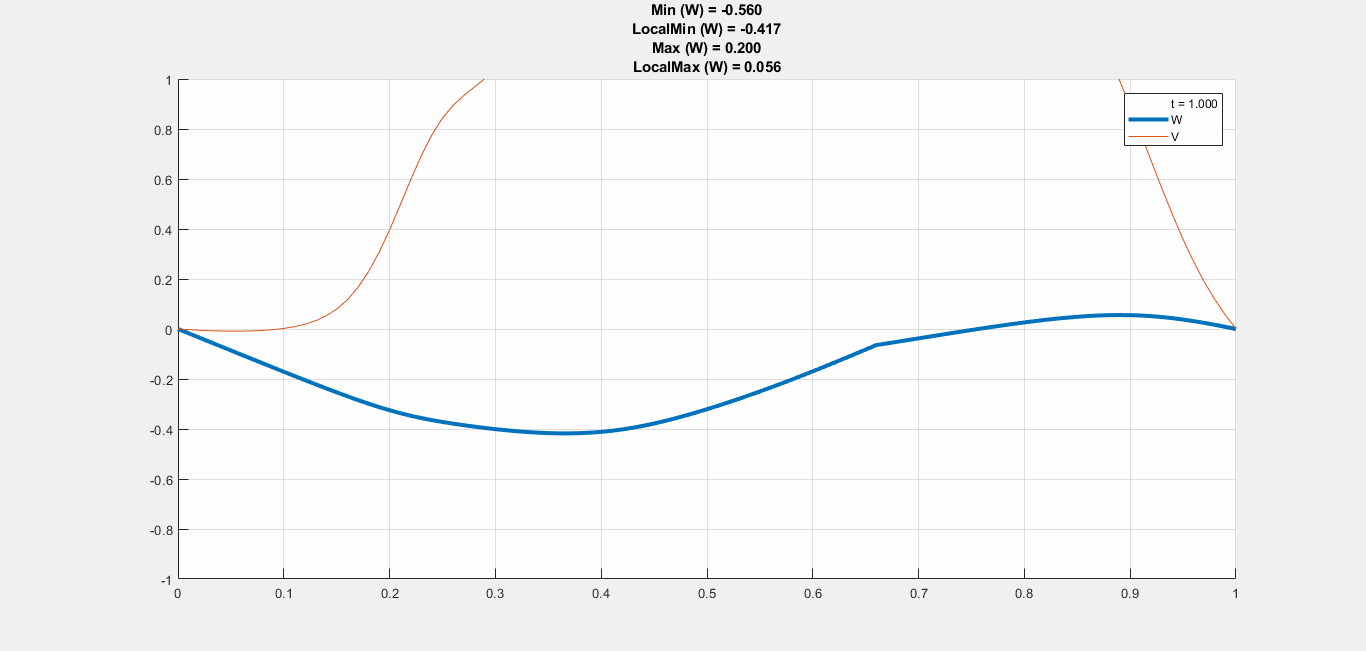 Min (W) = -0.560
LocalMin (W) = -0.417
Max (W) = 0.200
LocalMax (W) = 0.056
1
0.8
0.6
0.4
0.2
0
-0.2
-0.4
-0.6
-0.8
-1
t = 1.000
W
V
0 0.1 0.2 0.3 0.4 0.5 0.6 0.7 0.8 0.9 1